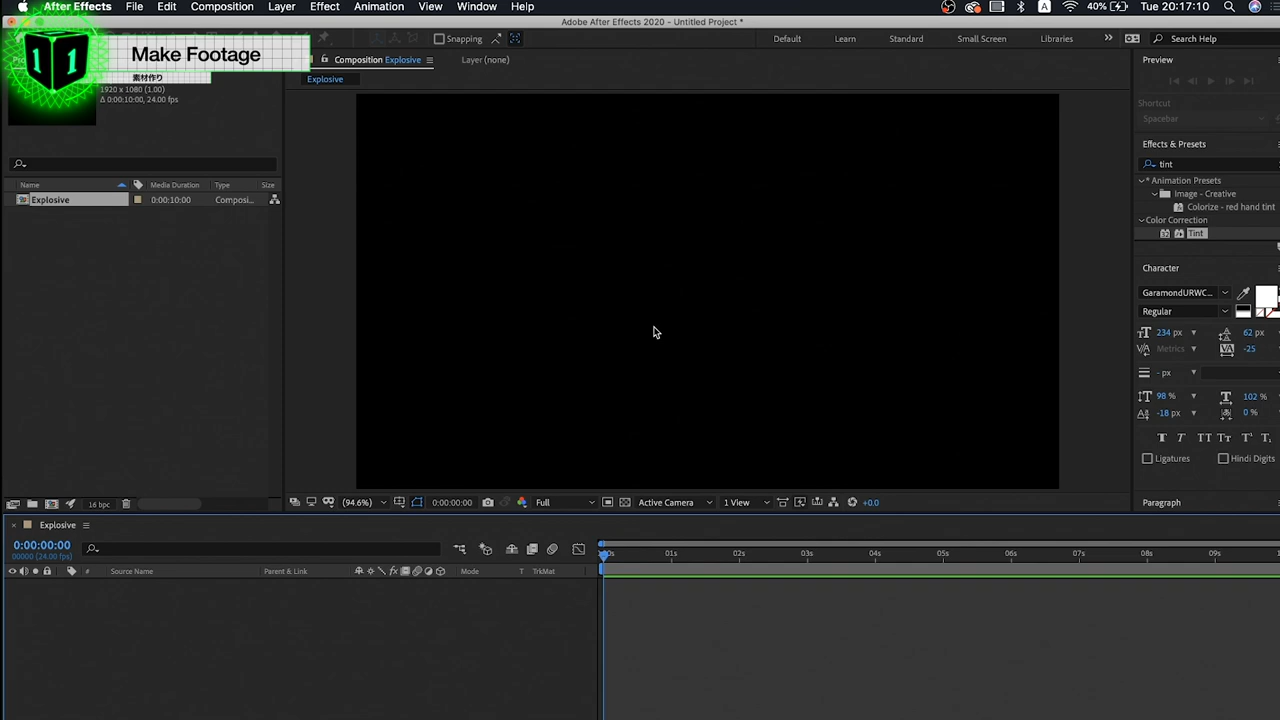 After Effects File Edit Composition Layer Effect Animation View Window Help 40% A Tue 20:17:10
Adobe After Effects 2020 - Untitled Project *
Snapping Default Learn Standard Small Screen Libraries Search Help
11 Make Footage
素材作り
Composition Explosive Layer (none) Preview
Explosive
1920 x 1080 (1.00)
Δ 0:00:10:00, 24.00 fps
Shortcut
Spacebar
Effects & Presets
tint
Name Media Duration Type Size
Explosive 0:00:10:00 Composi...
* Animation Presets
Image - Creative
Colorize - red hand tint
Color Correction
Tint
Character
GaramondURWC...
Regular
234 px 62 px
Metrics -25
- px
98 % 102 %
-18 px 0 %
T T TT Tт T¹ T₁
Ligatures Hindi Digits
16 bpc (94.6%) 0:00:00:00 Full Active Camera 1 View +0.0 Paragraph
Explosive
0:00:00:00
00000 (24.00 fps)
01s 02s 03s 04s 05s 06s 07s 08s 09s
# Source Name Parent & Link Mode T TrkMat